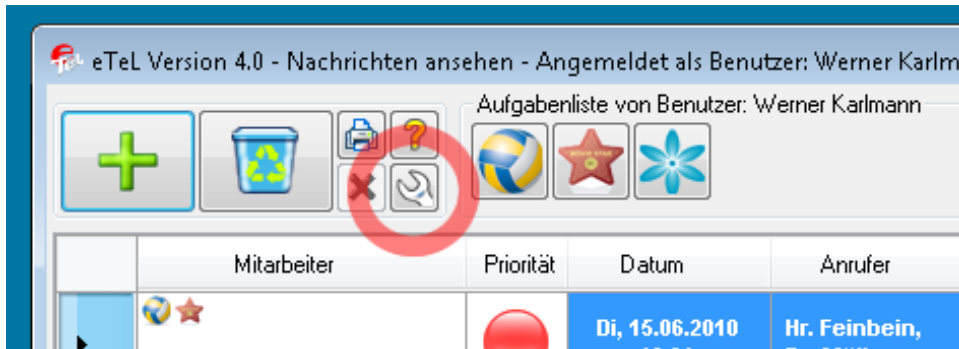 eTeL Version 4.0 - Nachrichten ansehen - Angemeldet als Benutzer: Werner Karlm
Aufgabenliste von Benutzer: Werner Karlmann
Mitarbeiter Priorität Datum Anrufer
Di, 15.06.2010 Hr. Feinbein,